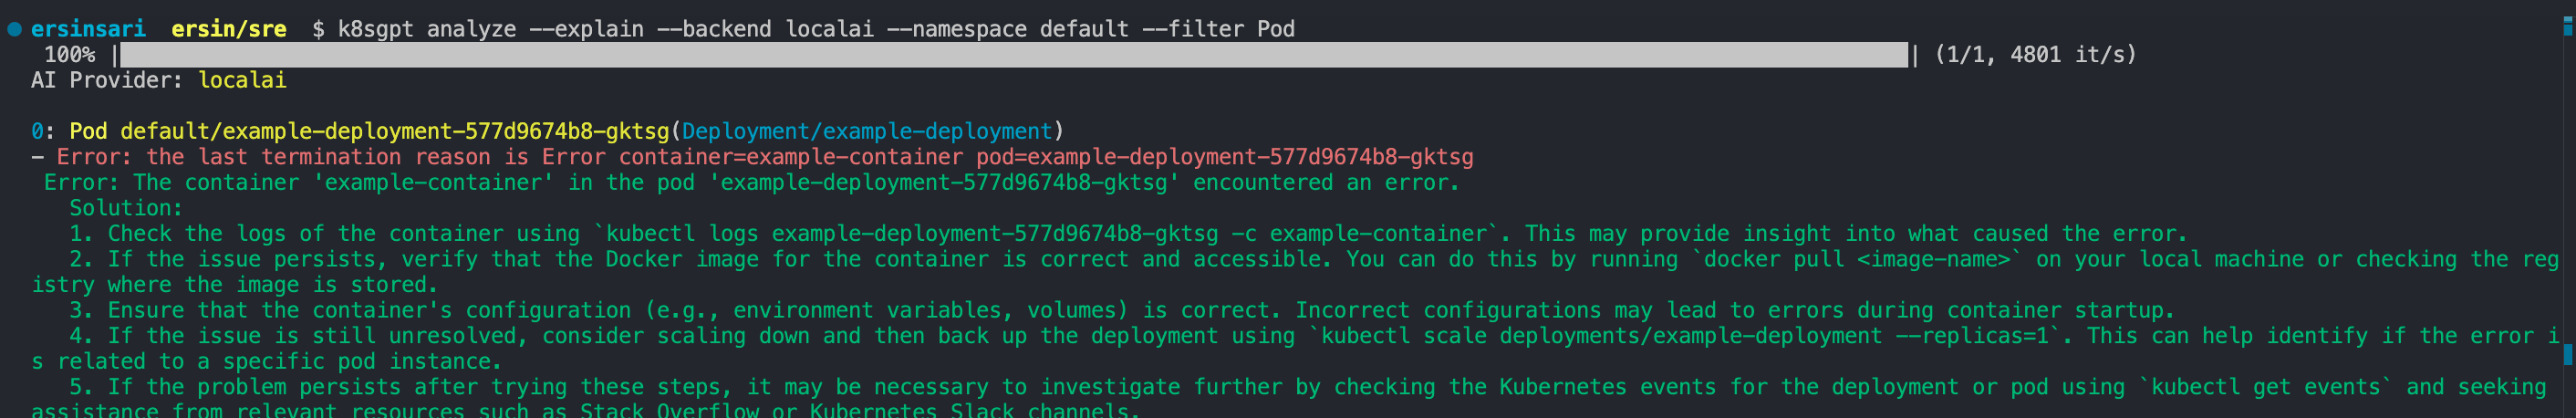 ersinsari ersin/sre $ k8sgpt analyze --explain --backend localai --namespace default --filter Pod
100% | | (1/1, 4801 it/s)
AI Provider: localai
0: Pod default/example-deployment-577d9674b8-gktsg(Deployment/example-deployment)
- Error: the last termination reason is Error container=example-container pod=example-deployment-577d9674b8-gktsg
Error: The container 'example-container' in the pod 'example-deployment-577d9674b8-gktsg' encountered an error.
Solution:
1. Check the logs of the container using `kubectl logs example-deployment-577d9674b8-gktsg -c example-container`. This may provide insight into what caused the error.
2. If the issue persists, verify that the Docker image for the container is correct and accessible. You can do this by running `docker pull <image-name>` on your local machine or checking the reg
istry where the image is stored.
3. Ensure that the container's configuration (e.g., environment variables, volumes) is correct. Incorrect configurations may lead to errors during container startup.
4. If the issue is still unresolved, consider scaling down and then back up the deployment using `kubectl scale deployments/example-deployment --replicas=1`. This can help identify if the error i
s related to a specific pod instance.
5. If the problem persists after trying these steps, it may be necessary to investigate further by checking the Kubernetes events for the deployment or pod using `kubectl get events` and seeking
assistance from relevant resources such as Stack Overflow or Kubernetes Slack channels.